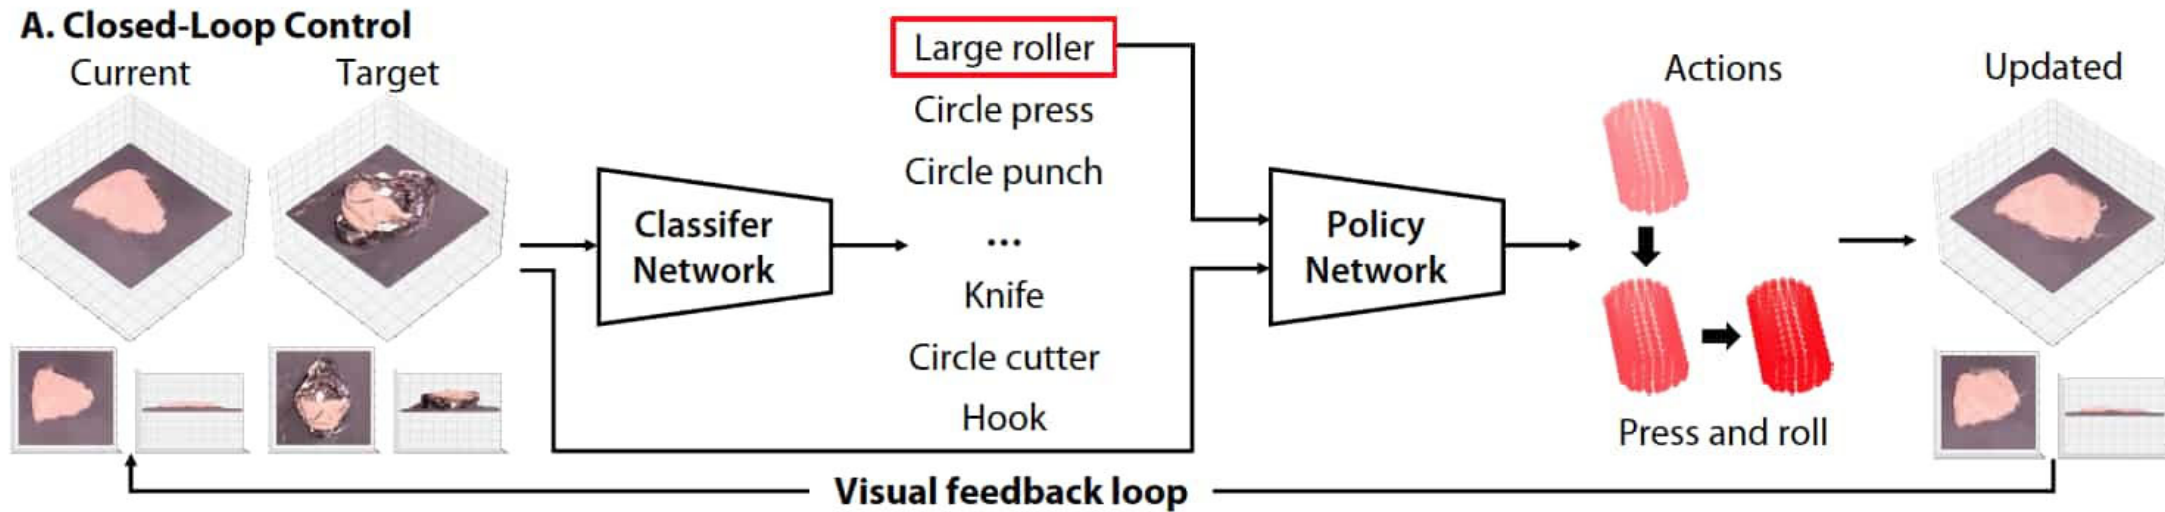 A. Closed-Loop Control
Current
Target
Classifer
Network
Large roller
Circle press
Circle punch
...
Knife
Circle cutter
Hook
Policy
Network
Actions
Press and roll
Updated
Visual feedback loop